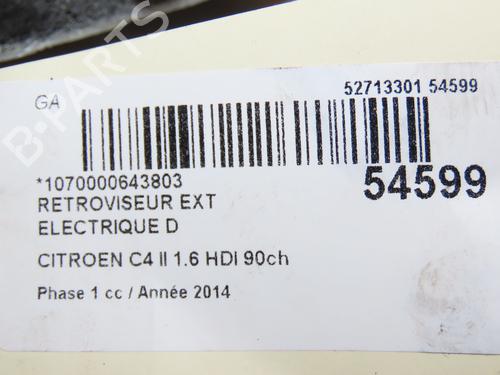 52713301 54599
GA
*1070000643803
54599
RETROVISEUR EXT
ELECTRIQUE D
CITROEN C4 II 1.6 HDI 90ch
Phase 1 cc / Année 2014
B-PARTS